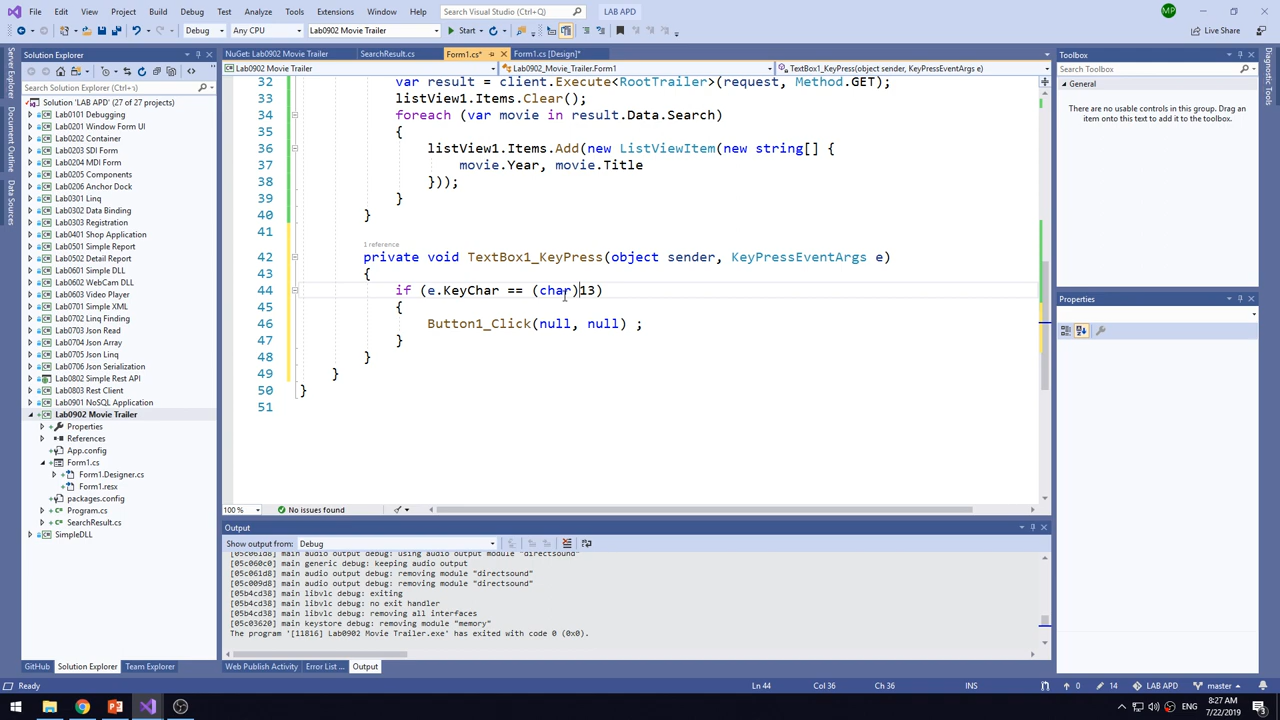 File Edit View Project Build Debug Team Test Analyze Tools Extensions Window Help Search Visual Studio (Ctrl+Q) LAB APD MP
Debug Any CPU Lab0902 Movie Trailer Start Live Share
Server Explorer
Document Outline
Data Sources
Solution Explorer
Search Solution Explorer (Ctrl+;)
Solution 'LAB APD' (27 of 27 projects)
Lab0101 Debugging
Lab0201 Window Form UI
Lab0202 Container
Lab0203 SDI Form
Lab0204 MDI Form
Lab0205 Components
Lab0206 Anchor Dock
Lab0301 Linq
Lab0302 Data Binding
Lab0303 Registration
Lab0401 Shop Application
Lab0501 Simple Report
Lab0502 Detail Report
Lab0601 Simple DLL
Lab0602 WebCam DLL
Lab0603 Video Player
Lab0701 Simple XML
Lab0702 Linq Finding
Lab0703 Json Read
Lab0704 Json Array
Lab0705 Json Linq
Lab0706 Json Serialization
Lab0802 Simple Rest API
Lab0803 Rest Client
Lab0901 NoSQL Application
Lab0902 Movie Trailer
Properties
References
App.config
Form1.cs
Form1.Designer.cs
Form1.resx
packages.config
Program.cs
SearchResult.cs
SimpleDLL
GitHub Solution Explorer Team Explorer
NuGet: Lab0902 Movie Trailer SearchResult.cs Form1.cs* Form1.cs [Design]*
Lab0902 Movie Trailer Lab0902_Movie_Trailer.Form1 TextBox1_KeyPress(object sender, KeyPressEventArgs e)
32 var result = client.Execute<RootTrailer>(request, Method.GET);
33 listView1.Items.Clear();
34 foreach (var movie in result.Data.Search)
35 {
36 listView1.Items.Add(new ListViewItem(new string[] {
37 movie.Year, movie.Title
38 }));
39 }
40 }
41
1 reference
42 private void TextBox1_KeyPress(object sender, KeyPressEventArgs e)
43 {
44 if (e.KeyChar == (char)13)
45 {
46 Button1_Click(null, null) ;
47 }
48 }
49 }
50 }
51
100 % No issues found
Output
Show output from: Debug
[05c061d8] main audio output debug: using audio output module "directsound"
[05c060c0] main generic debug: keeping audio output
[05c061d8] main audio output debug: removing module "directsound"
[05c009d8] main audio output debug: removing module "directsound"
[05b4cd38] main libvlc debug: exiting
[05b4cd38] main libvlc debug: no exit handler
[05b4cd38] main libvlc debug: removing all interfaces
[05c03620] main keystore debug: removing module "memory"
The program '[11816] Lab0902 Movie Trailer.exe' has exited with code 0 (0x0).
Web Publish Activity Error List ... Output
Toolbox
Search Toolbox
General
There are no usable controls in this group. Drag an
item onto this text to add it to the toolbox.
Properties
Diagnostic Tools
Ready Ln 44 Col 36 Ch 36 INS 0 14 LAB APD master
8:27 AM
7/22/2019
3